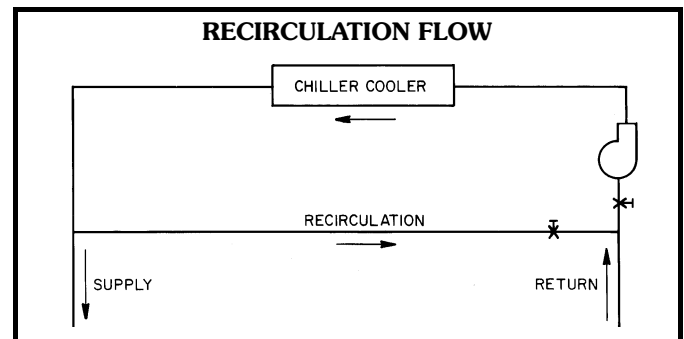 RECIRCULATION FLOW
CHILLER COOLER
RECIRCULATION
SUPPLY
RETURN